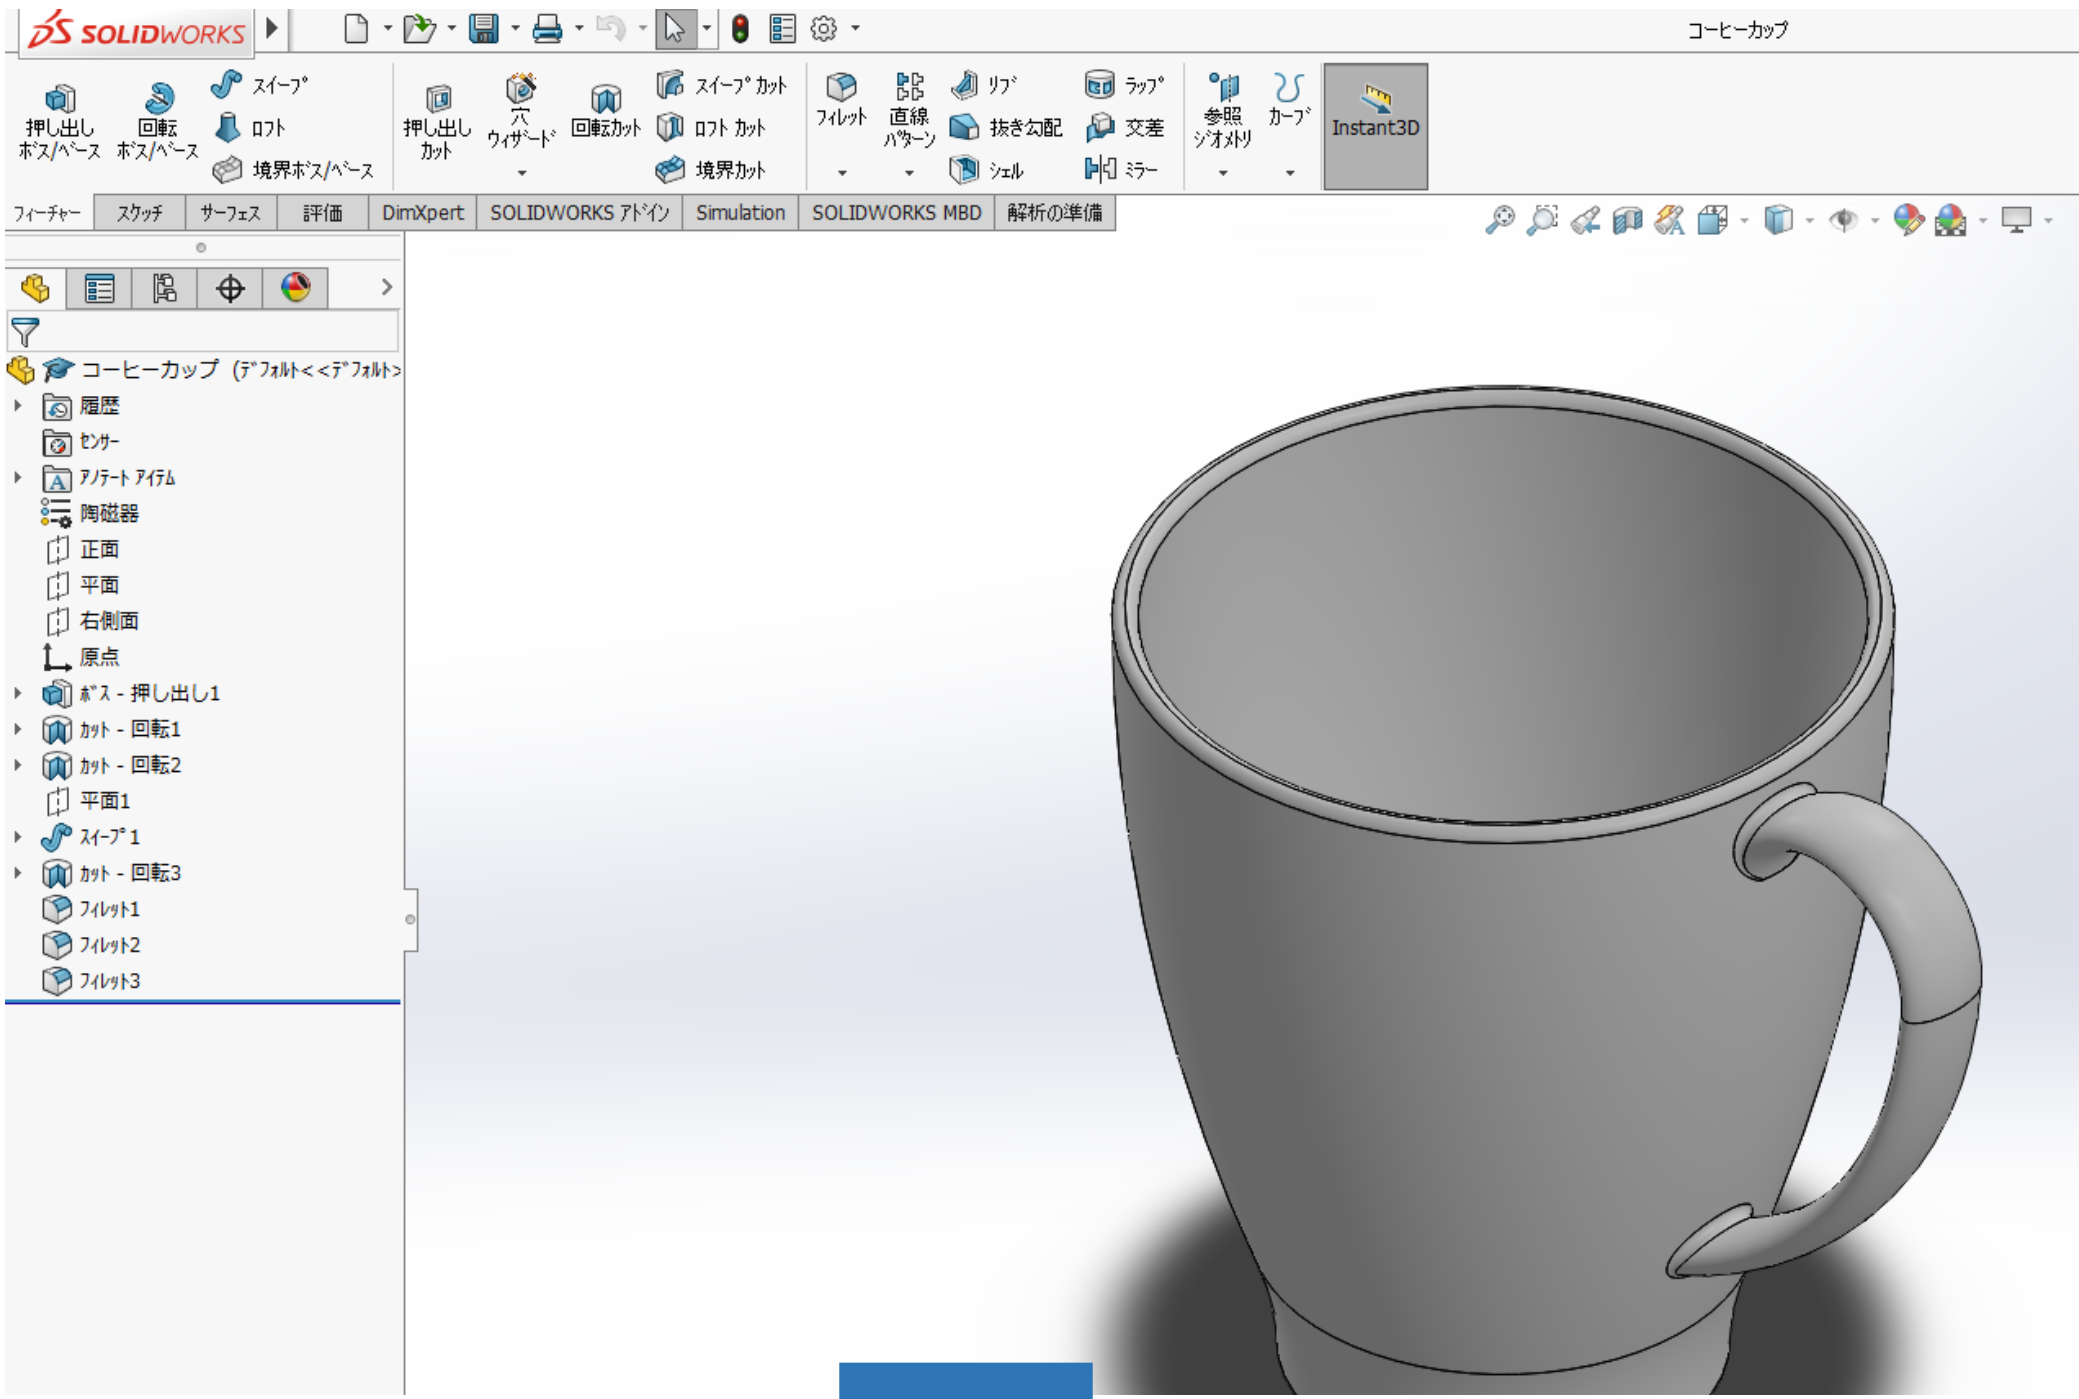 SOLIDWORKS
コーヒーカップ
押し出し
ボス/ベース
回転
ボス/ベース
スイープ
ロフト
境界ボス/ベース
押し出し
カット
穴
ウィザード
回転カット
スイープ カット
ロフト カット
境界カット
フィレット
直線
パターン
リブ
抜き勾配
シェル
ラップ
交差
ミラー
参照
ジオメトリ
カーブ
Instant3D
フィーチャー
スケッチ
サーフェス
評価
DimXpert
SOLIDWORKS アドイン
Simulation
SOLIDWORKS MBD
解析の準備
コーヒーカップ (デフォルト<<デフォルト>
履歴
センサー
アノテート アイテム
陶磁器
正面
平面
右側面
原点
ボス - 押し出し1
カット - 回転1
カット - 回転2
平面1
スイープ1
カット - 回転3
フィレット1
フィレット2
フィレット3